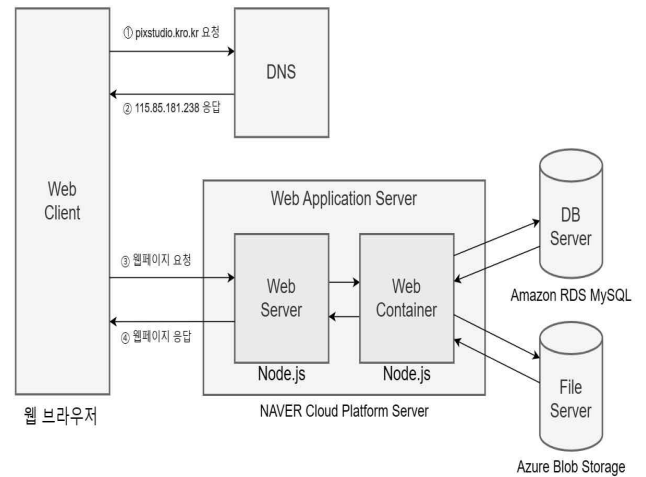 ① pixstudio.kro.kr 요청
DNS
② 115.85.181.238 응답
Web
Client
Web Application Server
DB
Server
③ 웹페이지 요청
Web
Server
Web
Container
Amazon RDS MySQL
④ 웹페이지 응답
Node.js
Node.js
File
Server
웹 브라우저
NAVER Cloud Platform Server
Azure Blob Storage